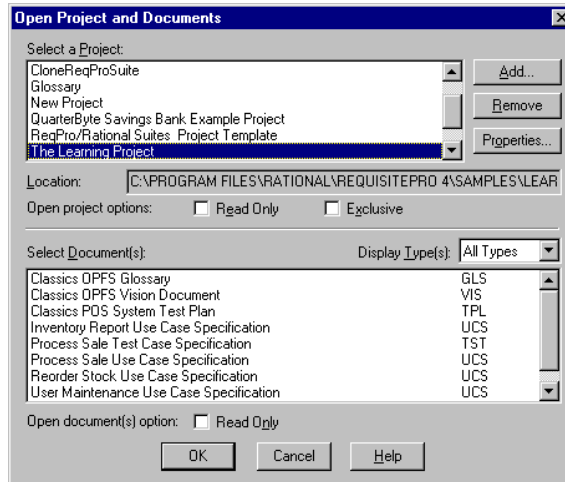 Open Project and Documents
Select a Project:
CloneReqProSuite
Glossary
New Project
QuarterByte Savings Bank Example Project
ReqPro/Rational Suites Project Template
The Learning Project
Add...
Remove
Properties...
Location: C:\PROGRAM FILES\RATIONAL\REQUISITEPRO 4\SAMPLES\LEAR
Open project options: Read Only Exclusive
Select Document(s): Display Type(s): All Types
Classics OPFS Glossary GLS
Classics OPFS Vision Document VIS
Classics POS System Test Plan TPL
Inventory Report Use Case Specification UCS
Process Sale Test Case Specification TST
Process Sale Use Case Specification UCS
Reorder Stock Use Case Specification UCS
User Maintenance Use Case Specification UCS
Open document(s) option: Read Only
OK Cancel Help